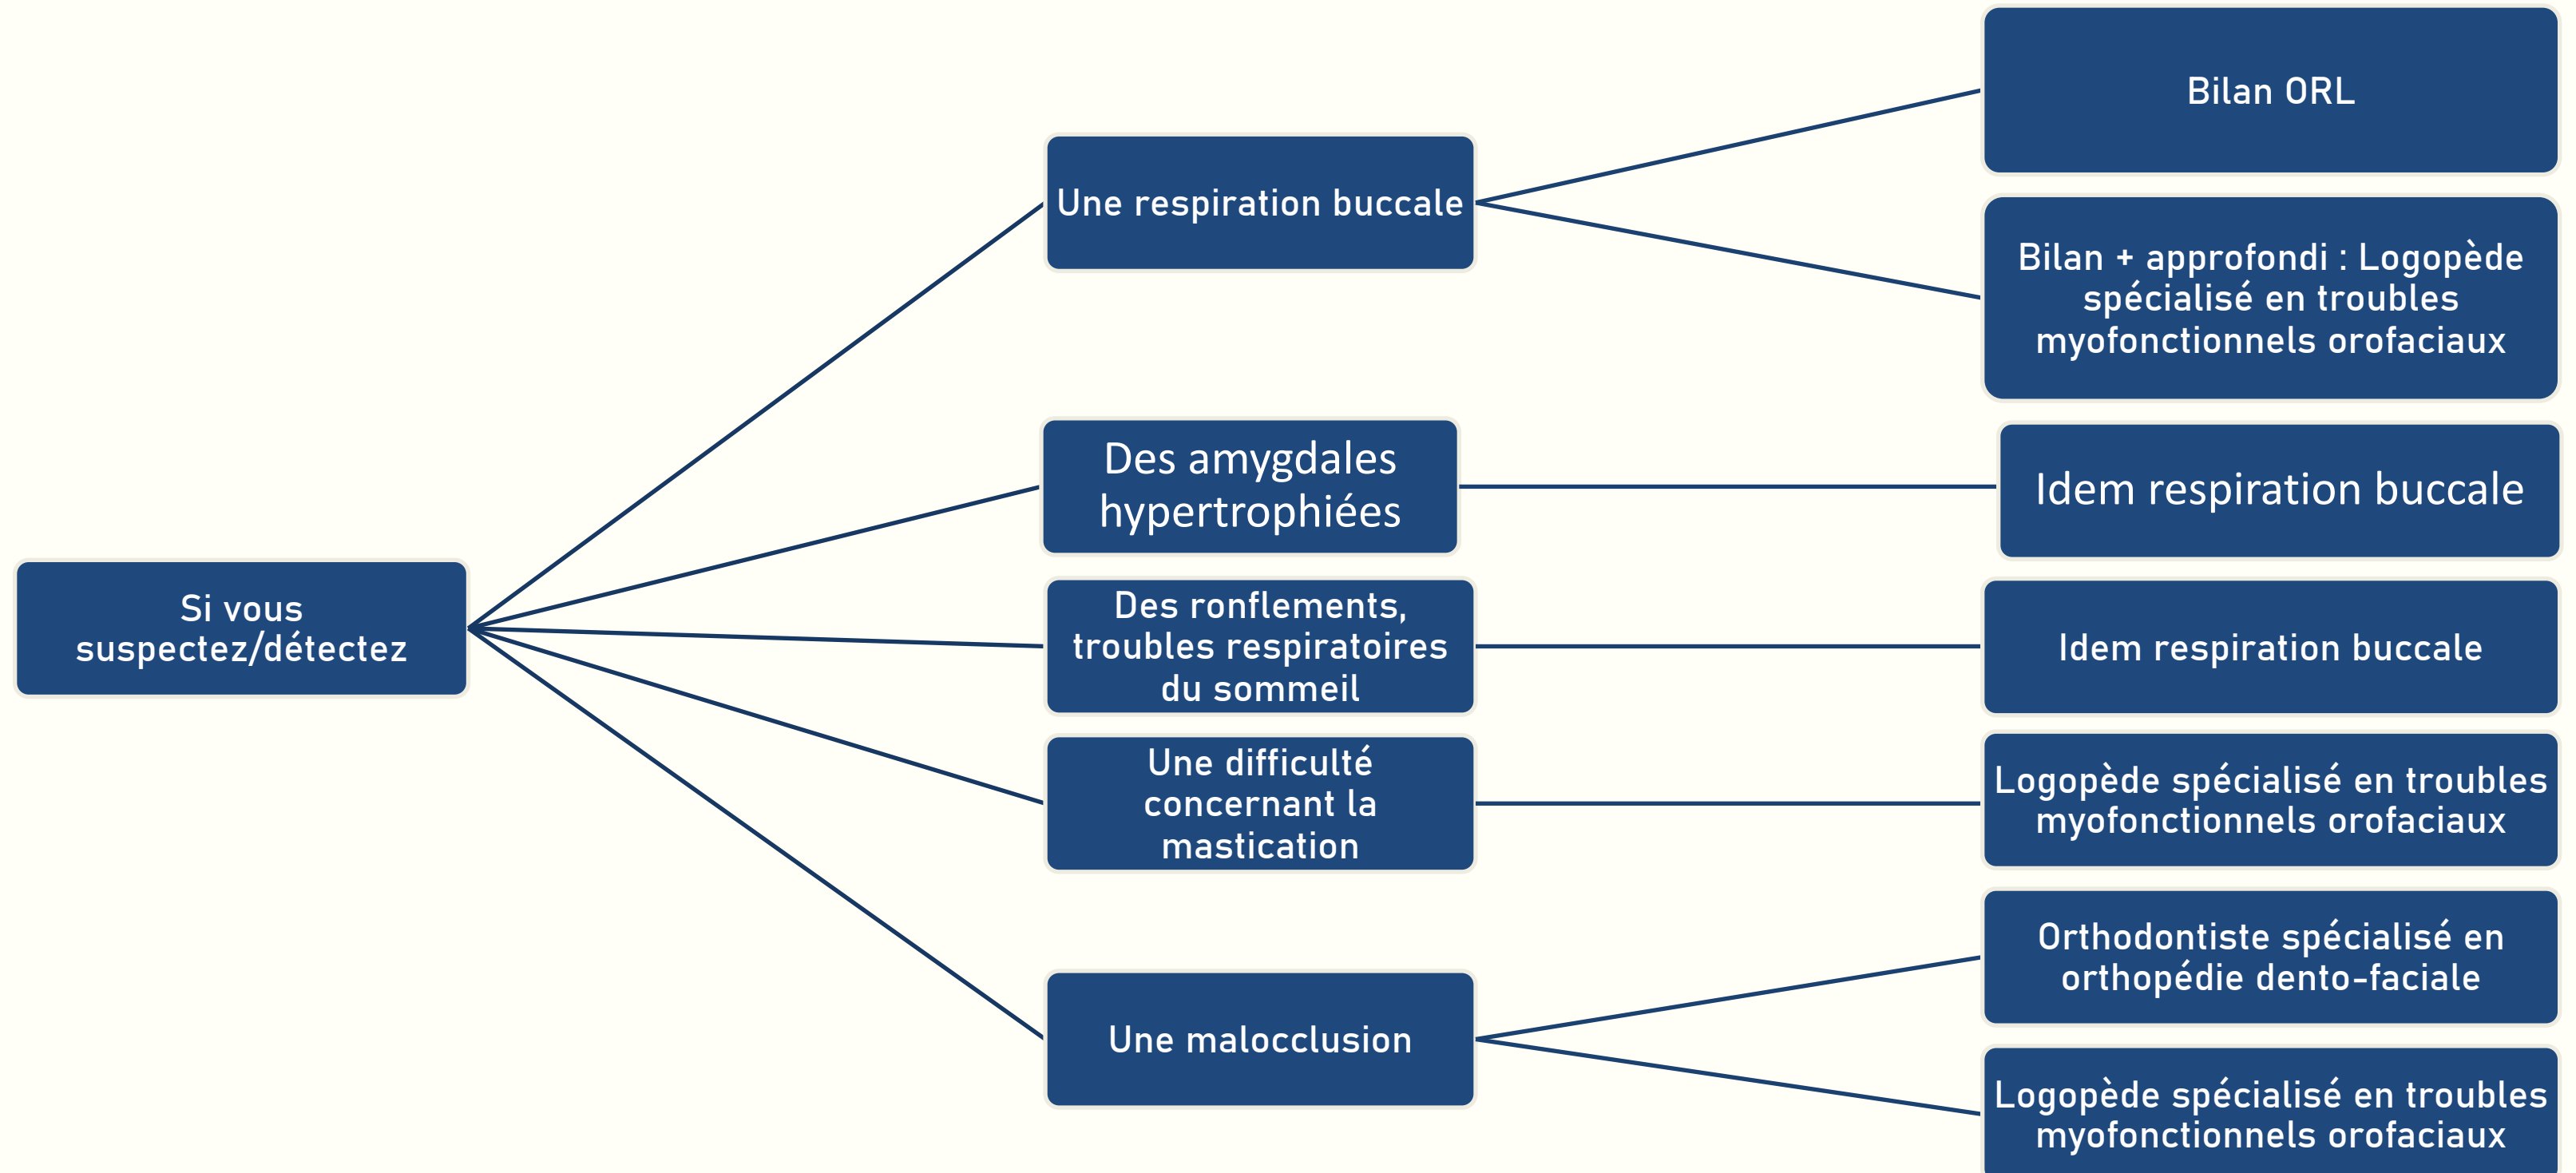 Si vous
suspectez/détectez
Une respiration buccale
Bilan ORL
Bilan + approfondi : Logopède
spécialisé en troubles
myofonctionnels orofaciaux
Des amygdales
hypertrophiées
Idem respiration buccale
Des ronflements,
troubles respiratoires
du sommeil
Idem respiration buccale
Une difficulté
concernant la
mastication
Logopède spécialisé en troubles
myofonctionnels orofaciaux
Une malocclusion
Orthodontiste spécialisé en
orthopédie dento-faciale
Logopède spécialisé en troubles
myofonctionnels orofaciaux